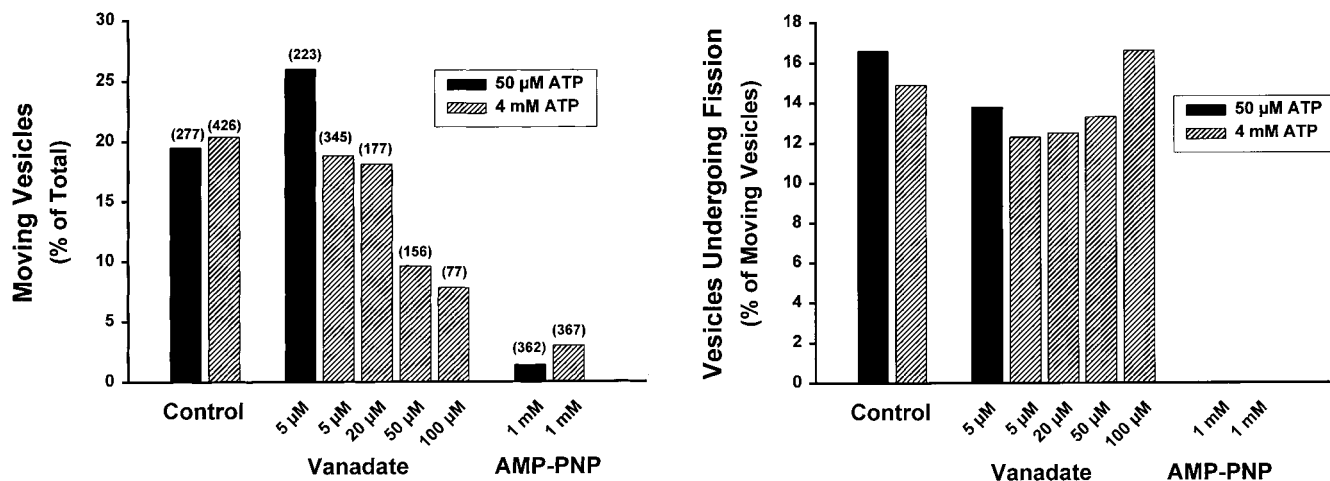 Moving Vesicles
(% of Total)
30
25
20
15
10
5
0
(277)
(426)
(223)
(345)
(177)
(156)
(77)
(362)
(367)
50 µM ATP
4 mM ATP
Control
5 µM
5 µM
20 µM
50 µM
100 µM
1 mM
1 mM
Vanadate
AMP-PNP
Vesicles Undergoing Fission
(% of Moving Vesicles)
18
16
14
12
10
8
6
4
2
0
50 µM ATP
4 mM ATP
Control
5 µM
5 µM
20 µM
50 µM
100 µM
1 mM
1 mM
Vanadate
AMP-PNP